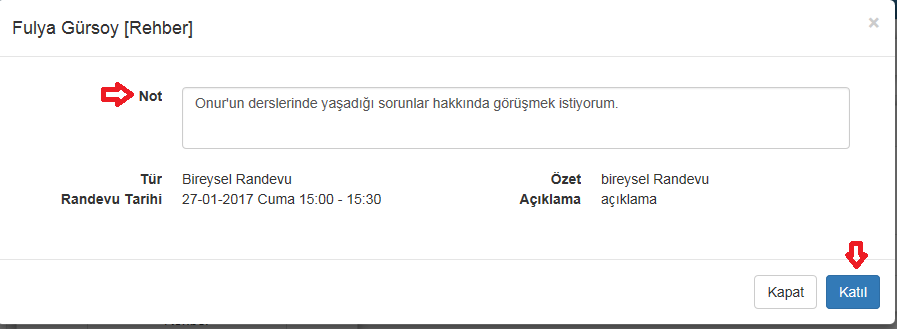 Fulya Gürsoy [Rehber]
×
Not
Onur'un derslerinde yaşadığı sorunlar hakkında görüşmek istiyorum.
Tür Bireysel Randevu Özet bireysel Randevu
Randevu Tarihi 27-01-2017 Cuma 15:00 - 15:30 Açıklama açıklama
Kapat Katıl